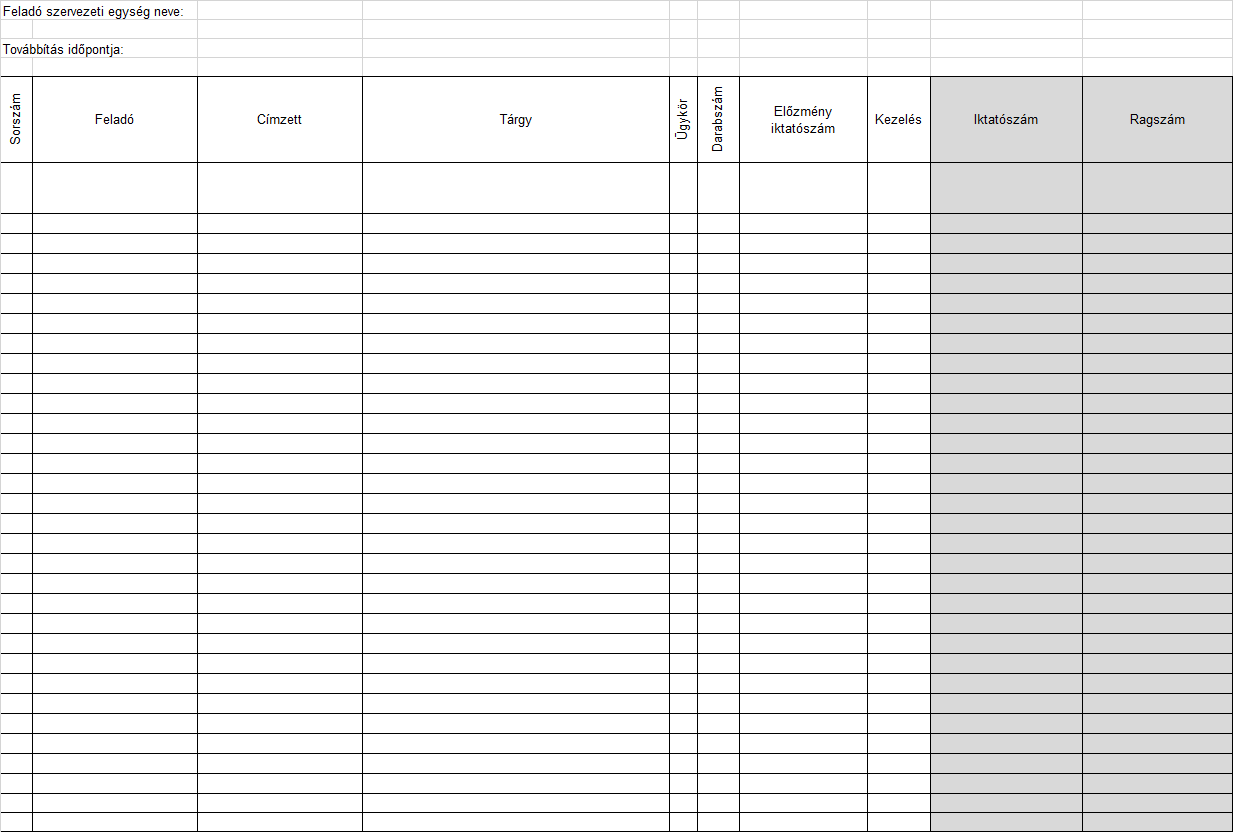 Feladó szervezeti egység neve:
Továbbítás időpontja:
Sorszám
Feladó
Címzett
Tárgy
Ügykör
Darabszám
Előzmény
iktatószám
Kezelés
Iktatószám
Ragszám